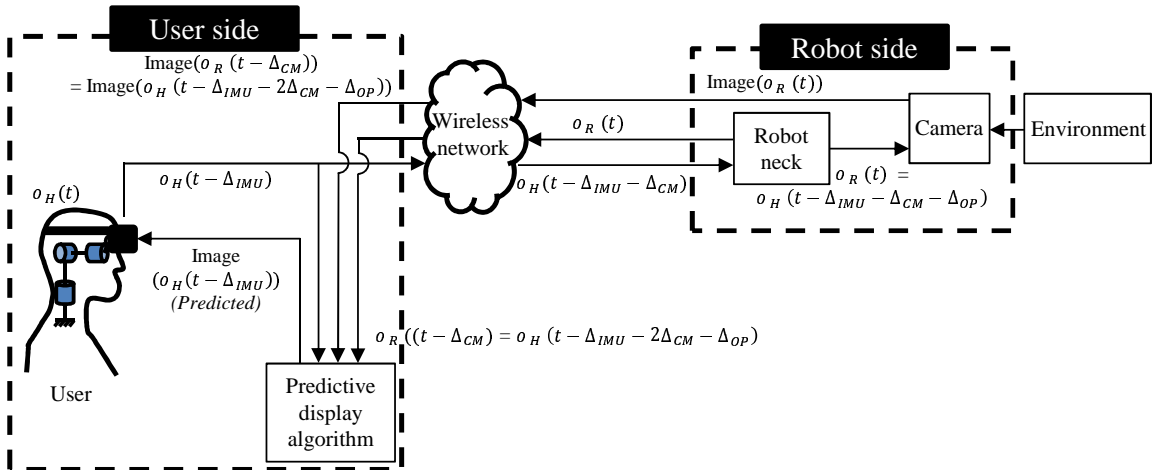 User side
Robot side
Image(o_R (t − Δ_CM))
= Image(o_H (t − Δ_IMU − 2Δ_CM − Δ_OP))
Image(o_R (t))
Wireless
network
o_R (t)
Robot
neck
Camera
Environment
o_H(t − Δ_IMU)
o_H(t − Δ_IMU − Δ_CM)
o_R (t) =
o_H (t − Δ_IMU − Δ_CM − Δ_OP)
o_H(t)
Image
(o_H(t − Δ_IMU))
(Predicted)
o_R ((t − Δ_CM) = o_H (t − Δ_IMU − 2Δ_CM − Δ_OP)
User
Predictive
display
algorithm